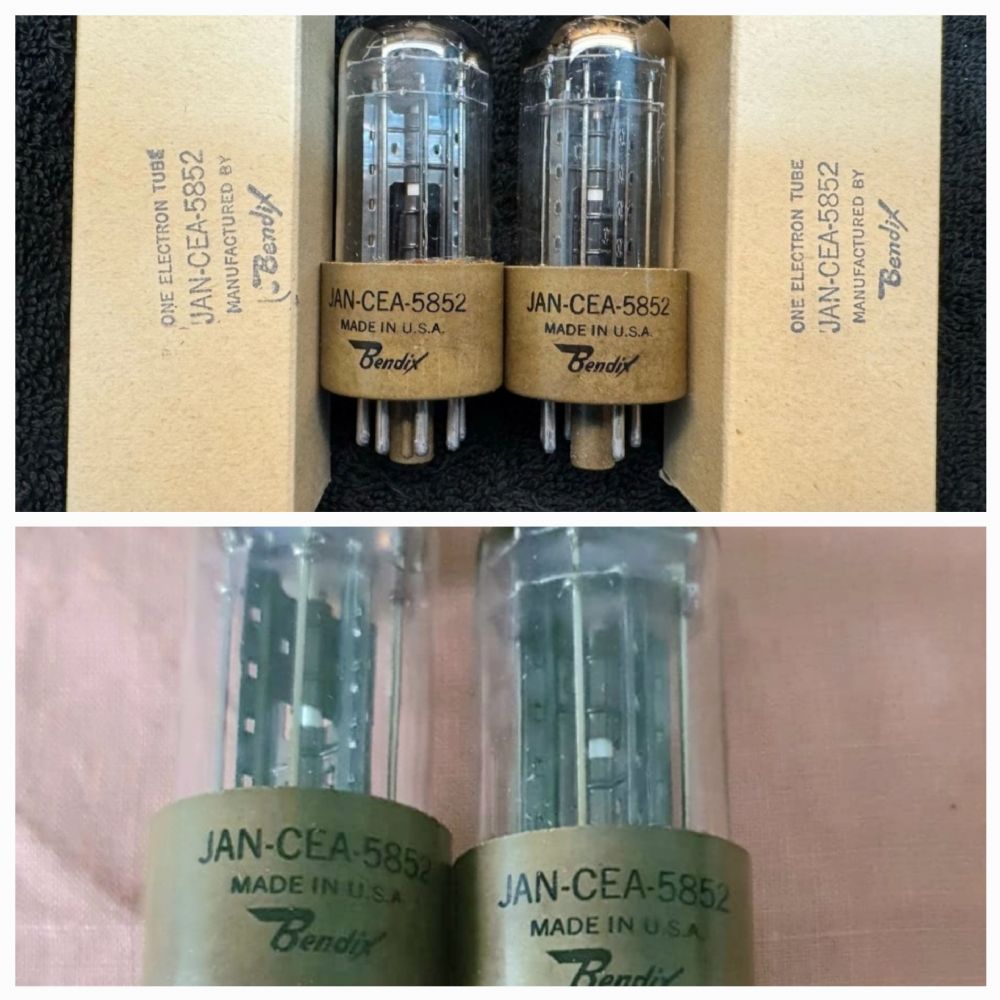 ONE ELECTRON TUBE
JAN-CEA-5852
MANUFACTURED BY
Bendix
JAN-CEA-5852
MADE IN U.S.A.
Bendix
JAN-CEA-5852
MADE IN U.S.A.
Bendix
ONE ELECTRON TUBE
JAN-CEA-5852
MANUFACTURED BY
Bendix
JAN-CEA-5852
MADE IN U.S.A.
Bendix
JAN-CEA-5852
MADE IN U.S.A.
Bendix